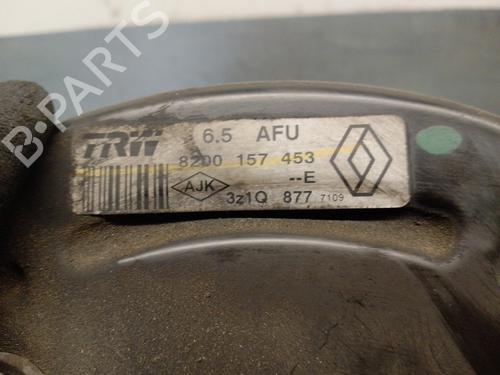 B-PARTS
TRW
6.5 AFU
8200 157 453
--E
AJK
3z1Q 877 7109